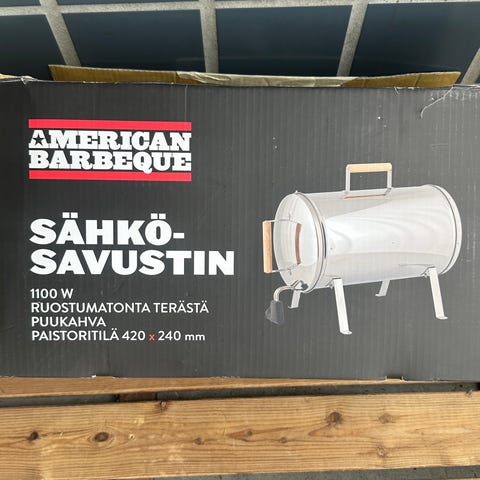 AMERICAN
BARBEQUE
SÄHKÖ-
SAVUSTIN
1100 W
RUOSTUMATONTA TERÄSTÄ
PUUKAHVA
PAISTORITILÄ 420 x 240 mm